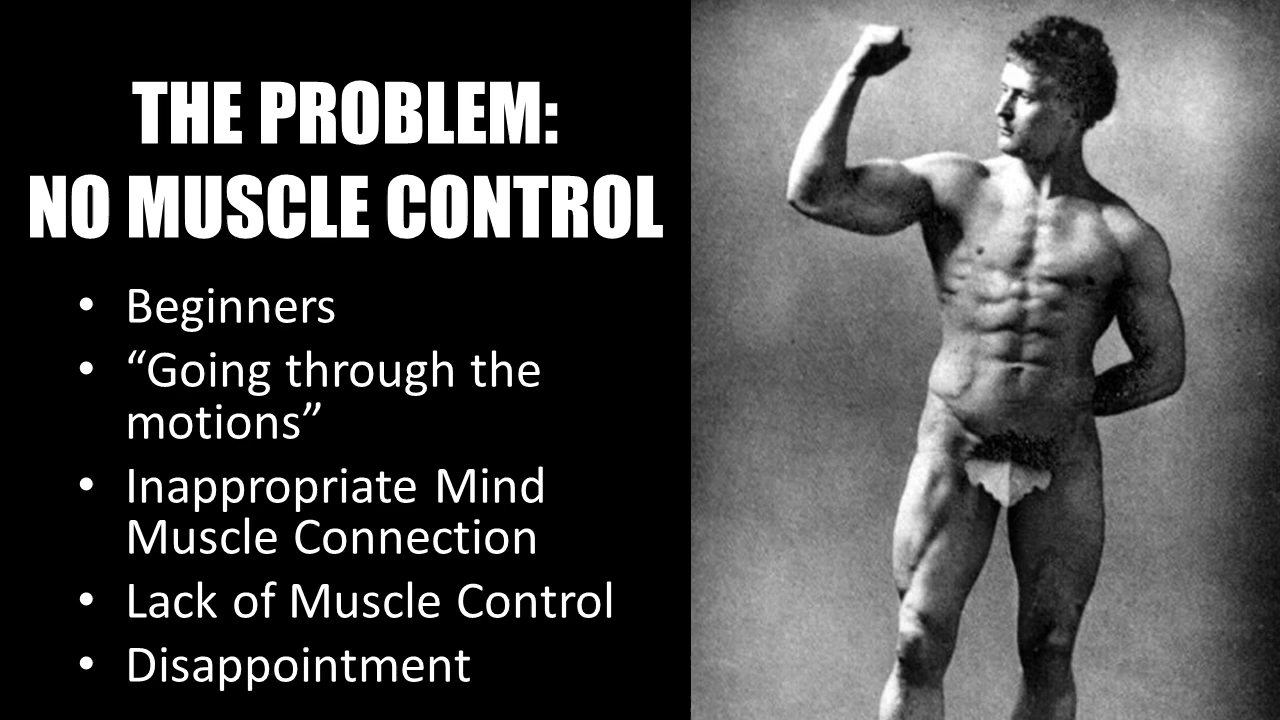 THE PROBLEM:
NO MUSCLE CONTROL
• Beginners
• “Going through the
motions”
• Inappropriate Mind
Muscle Connection
• Lack of Muscle Control
• Disappointment